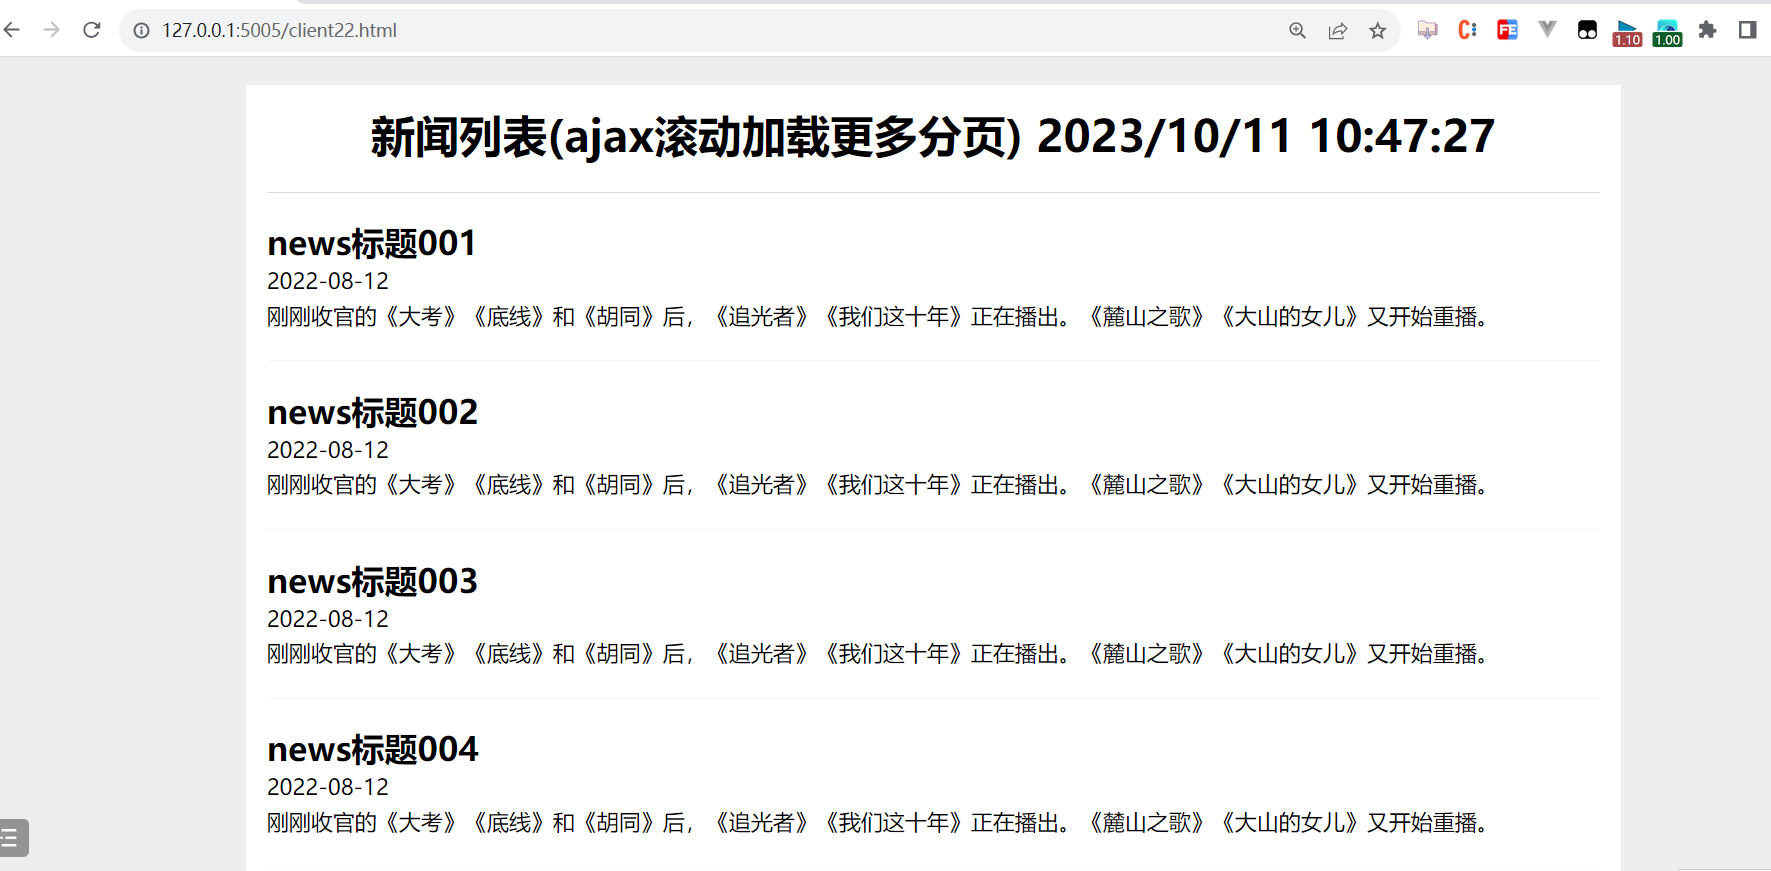 127.0.0.1:5005/client22.html
1.10
1.00
新闻列表(ajax滚动加载更多分页) 2023/10/11 10:47:27
news标题001
2022-08-12
刚刚收官的《大考》《底线》和《胡同》后，《追光者》《我们这十年》正在播出。《麓山之歌》《大山的女儿》又开始重播。
news标题002
2022-08-12
刚刚收官的《大考》《底线》和《胡同》后，《追光者》《我们这十年》正在播出。《麓山之歌》《大山的女儿》又开始重播。
news标题003
2022-08-12
刚刚收官的《大考》《底线》和《胡同》后，《追光者》《我们这十年》正在播出。《麓山之歌》《大山的女儿》又开始重播。
news标题004
2022-08-12
刚刚收官的《大考》《底线》和《胡同》后，《追光者》《我们这十年》正在播出。《麓山之歌》《大山的女儿》又开始重播。